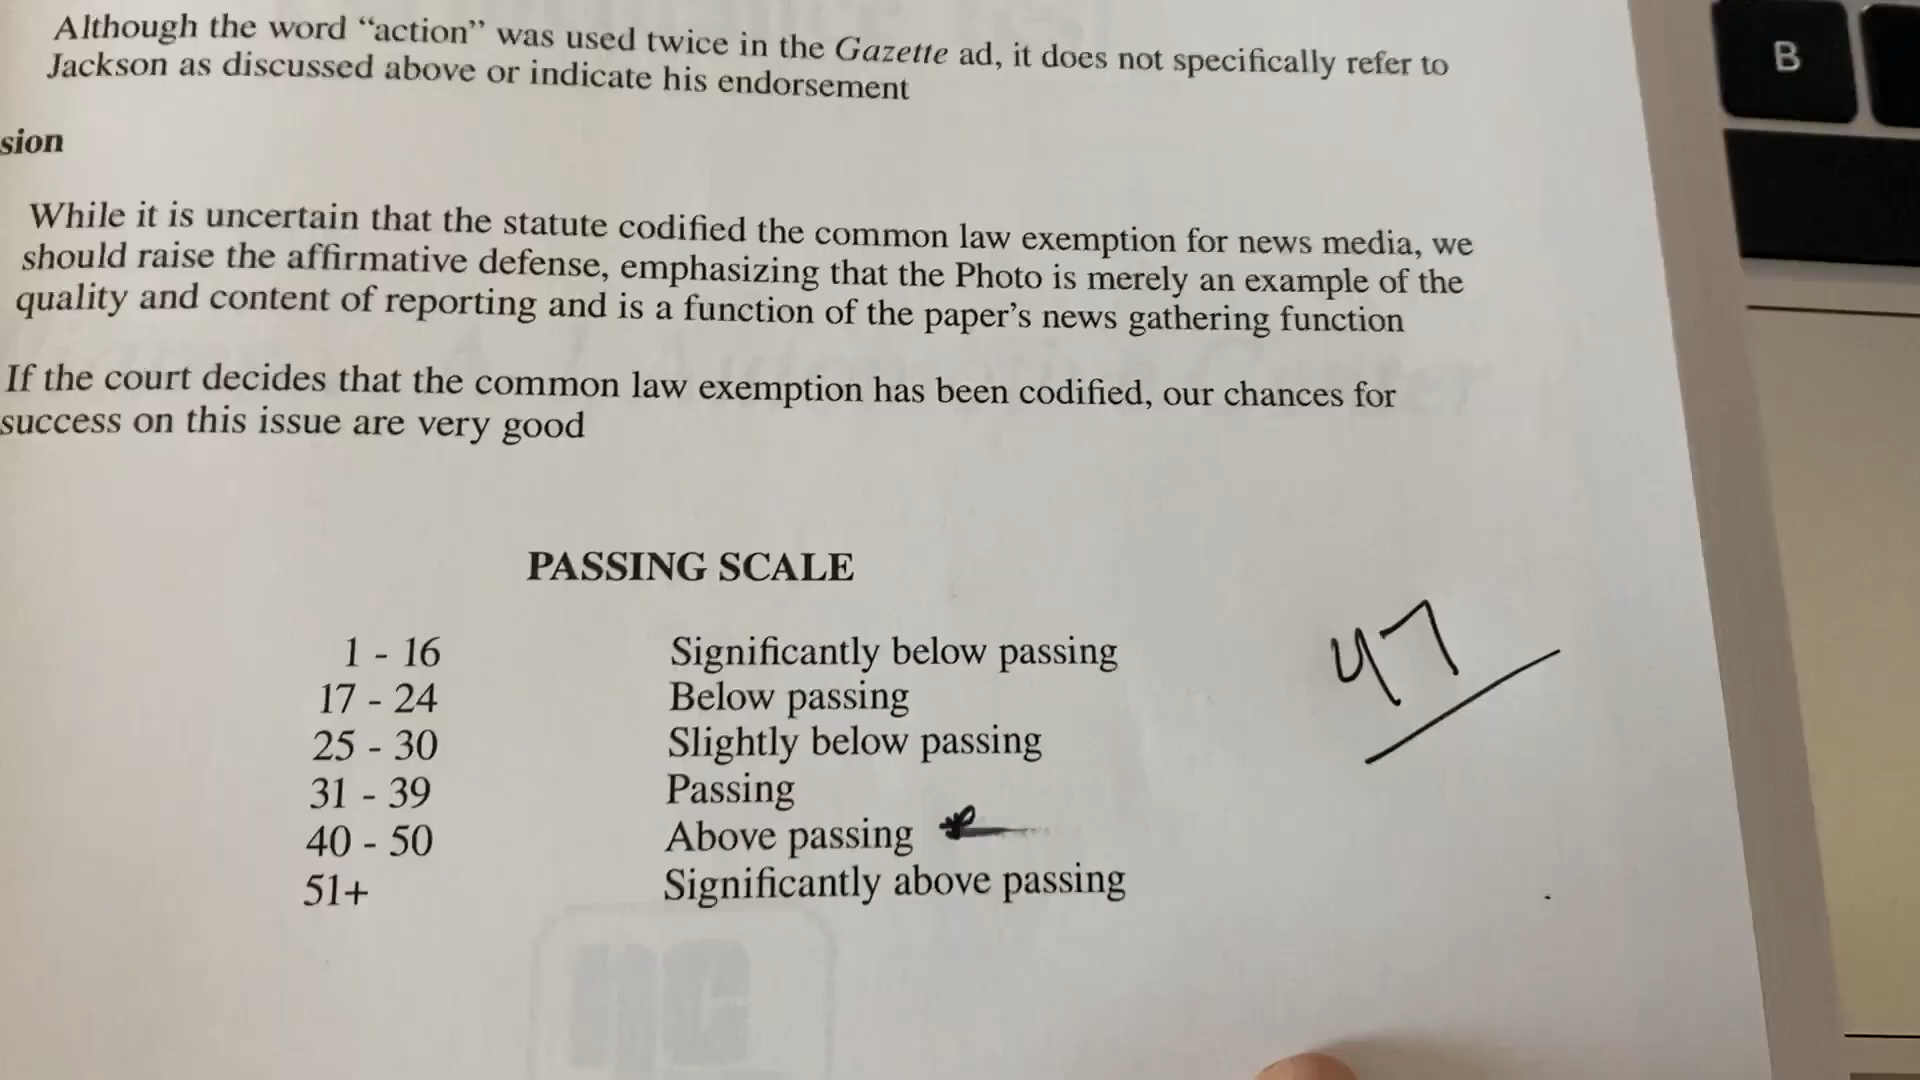 Although the word “action” was used twice in the Gazette ad, it does not specifically refer to
Jackson as discussed above or indicate his endorsement
sion
While it is uncertain that the statute codified the common law exemption for news media, we
should raise the affirmative defense, emphasizing that the Photo is merely an example of the
quality and content of reporting and is a function of the paper’s news gathering function
If the court decides that the common law exemption has been codified, our chances for
success on this issue are very good
PASSING SCALE
1 - 16 Significantly below passing
17 - 24 Below passing
25 - 30 Slightly below passing
31 - 39 Passing
40 - 50 Above passing
51+ Significantly above passing
47
B